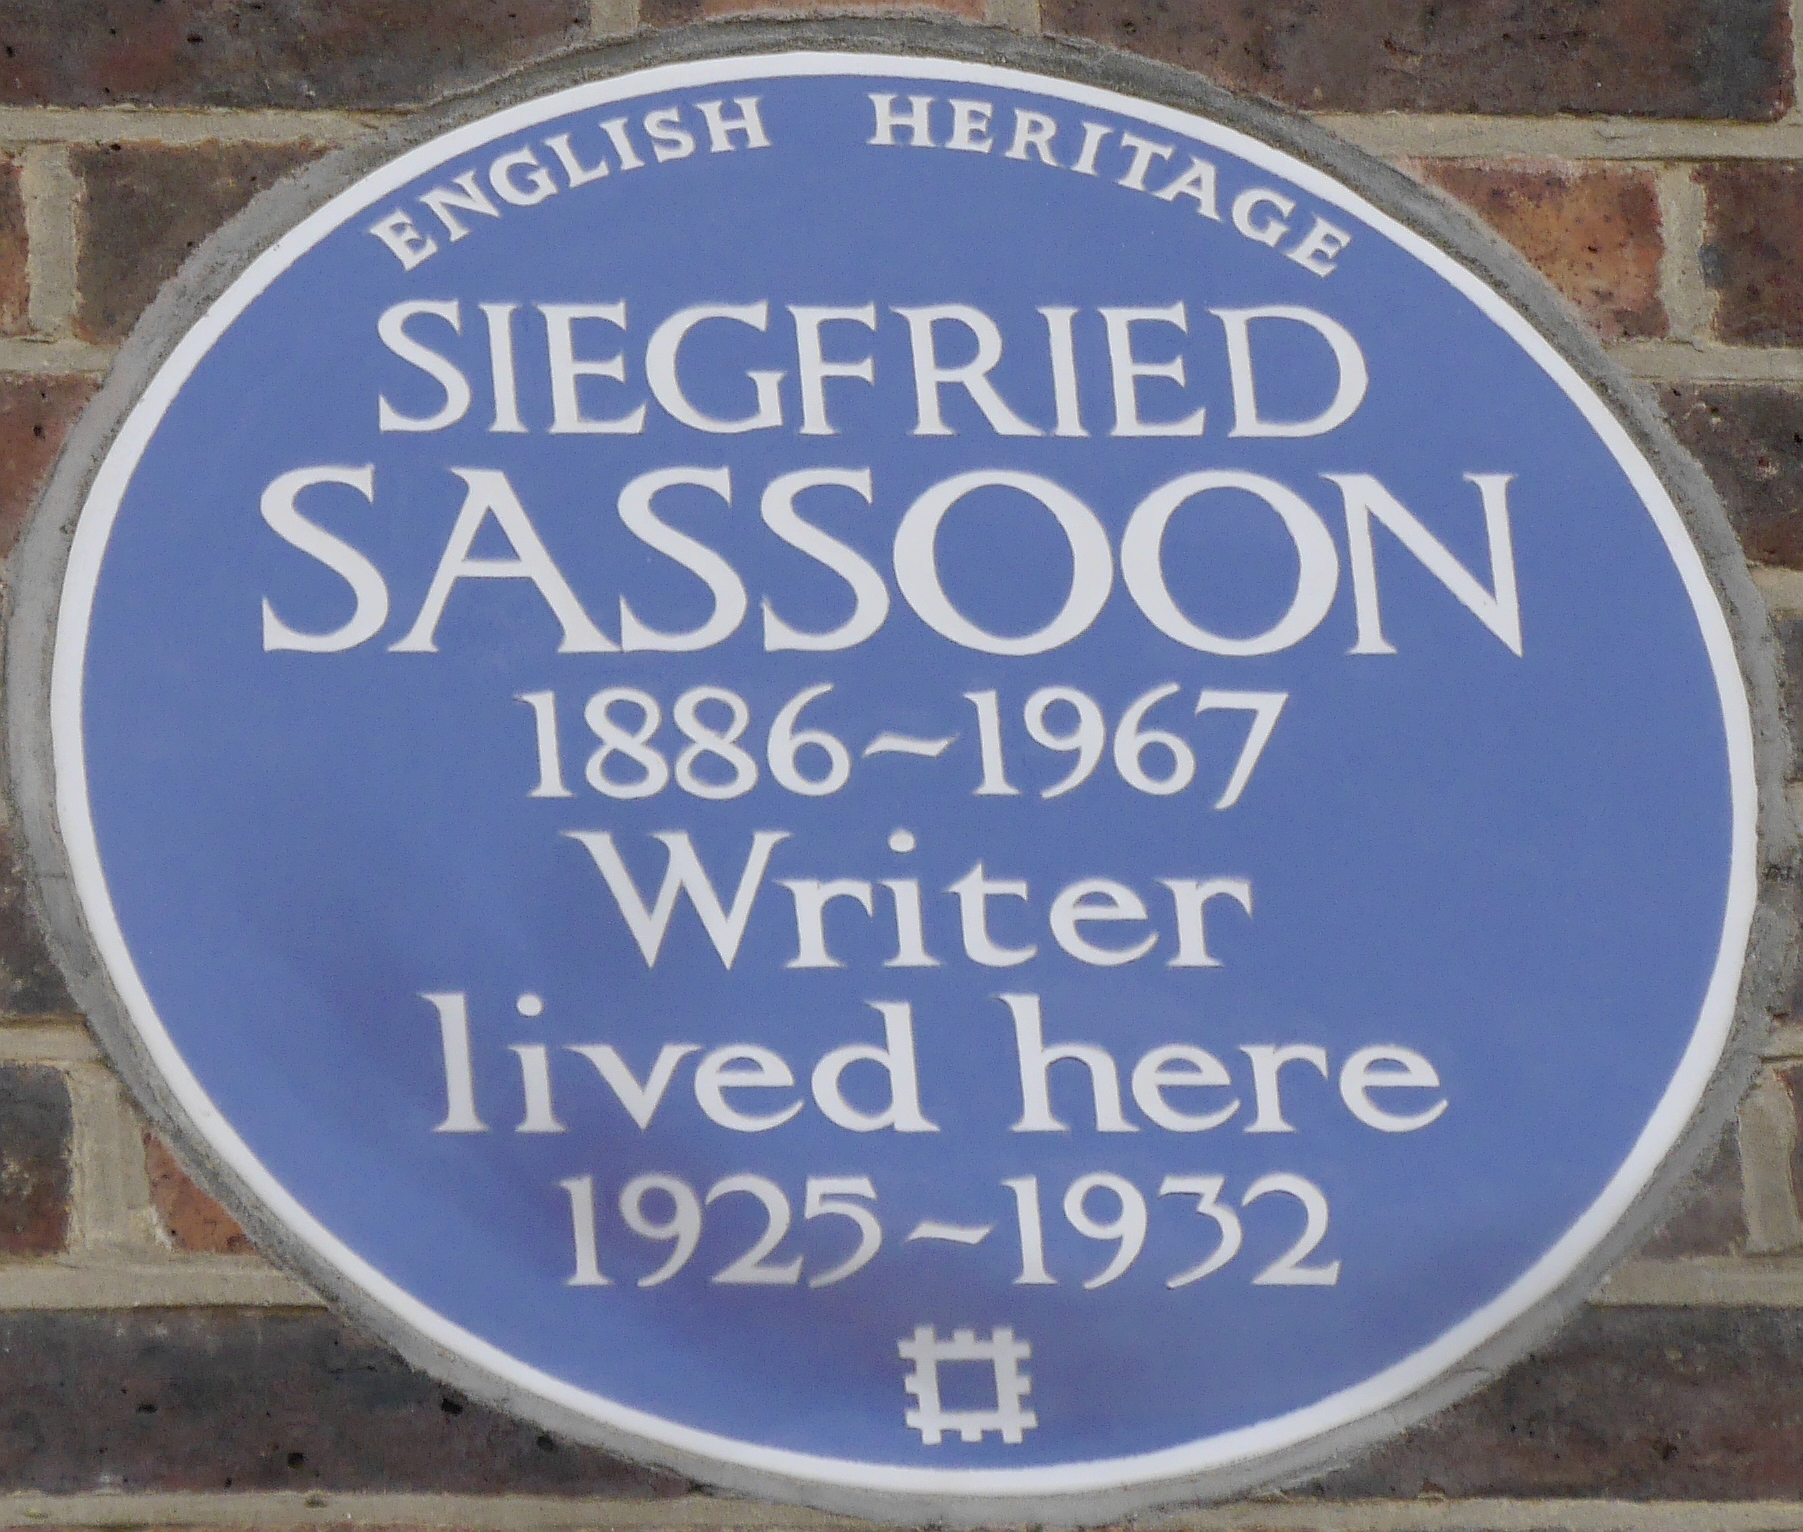 ENGLISH HERITAGE
SIEGFRIED
SASSOON
1886~1967
Writer
lived here
1925~1932